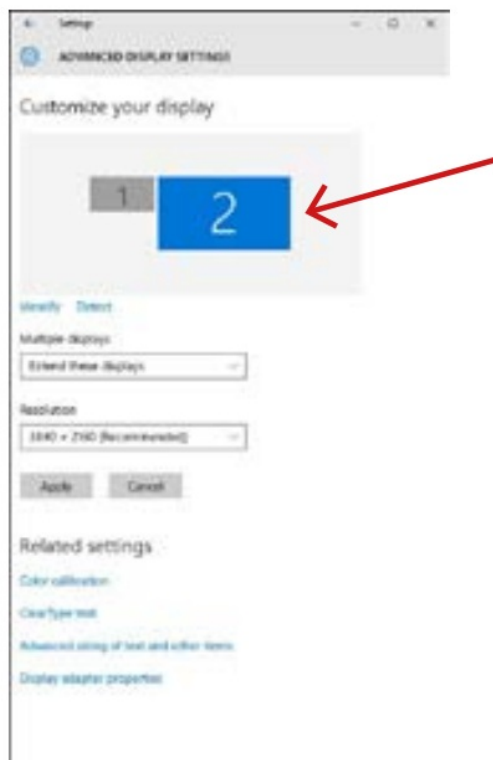 Settings
ADVANCED DISPLAY SETTINGS
Customize your display
1
2
Identify Detect
Multiple displays
Extend these displays
Resolution
3840 × 2160 (Recommended)
Apply Cancel
Related settings
Color calibration
ClearType text
Advanced sizing of text and other items
Display adapter properties